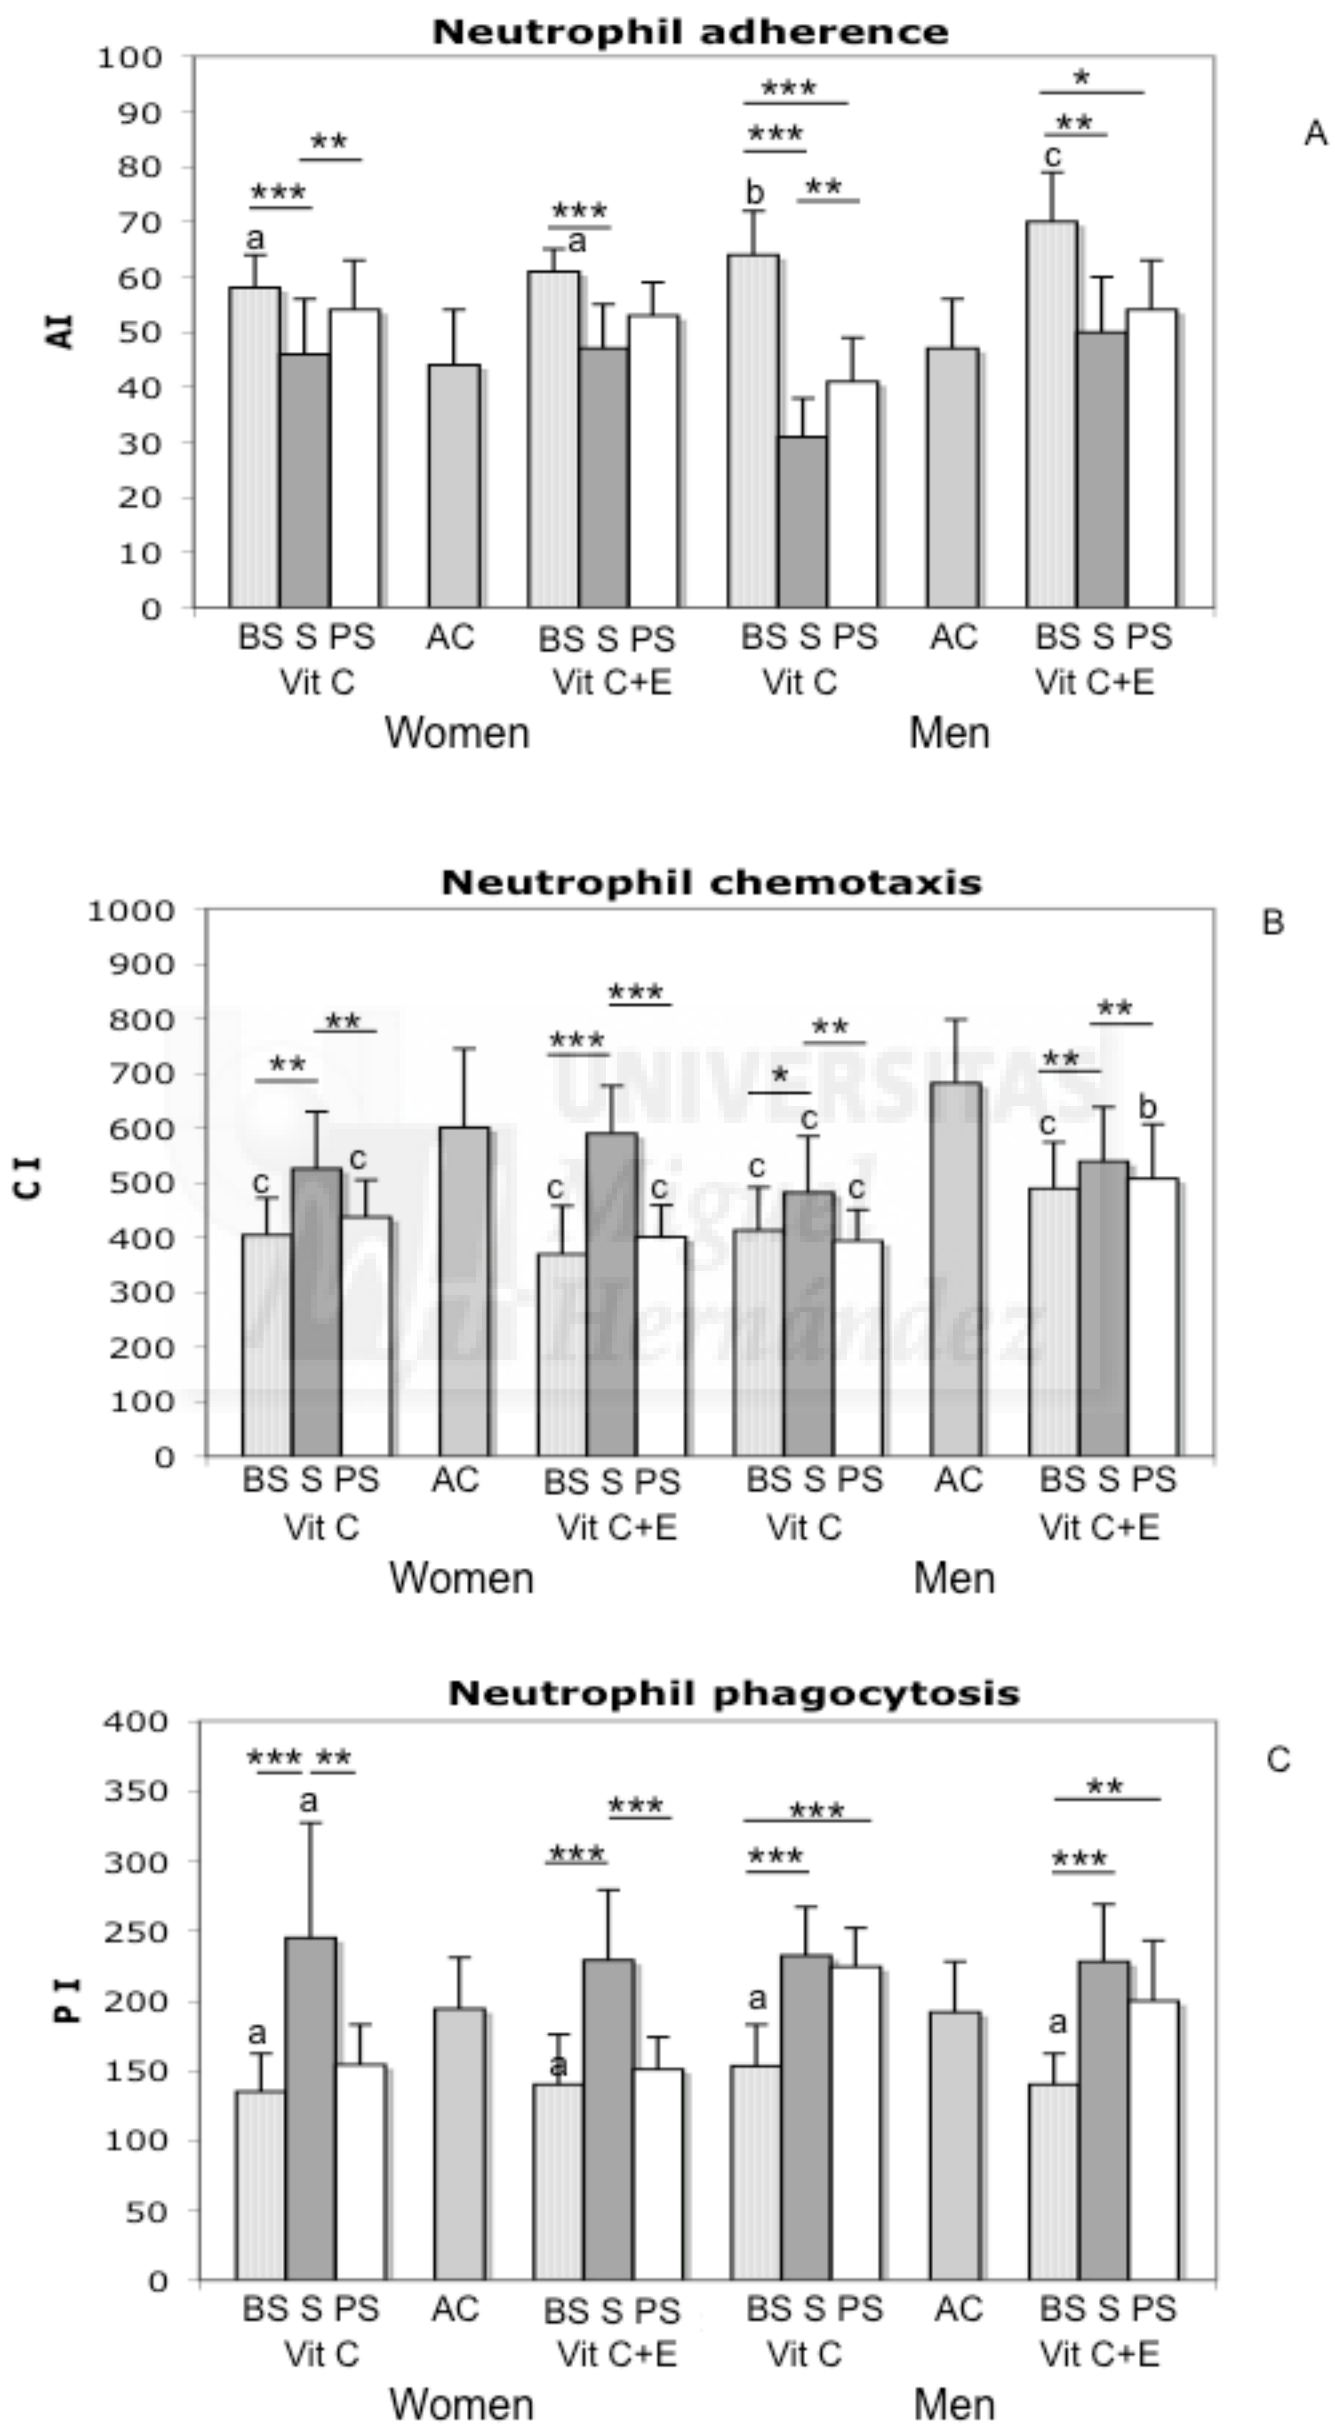 Neutrophil adherence
A
AI
100
90
80
70
60
50
40
30
20
10
0
*** ** *** *** *** ** * **
a a b c
BS S PS AC BS S PS BS S PS AC BS S PS
Vit C Vit C+E Vit C Vit C+E
Women Men
Neutrophil chemotaxis
B
C I
1000
900
800
700
600
500
400
300
200
100
0
** ** *** *** * ** ** **
c c c c c c c c b
UNIVERSITAS
Miguel
Hernández
BS S PS AC BS S PS BS S PS AC BS S PS
Vit C Vit C+E Vit C Vit C+E
Women Men
Neutrophil phagocytosis
C
P I
400
350
300
250
200
150
100
50
0
*** ** *** *** *** *** ** ***
a a a a a
BS S PS AC BS S PS BS S PS AC BS S PS
Vit C Vit C+E Vit C Vit C+E
Women Men